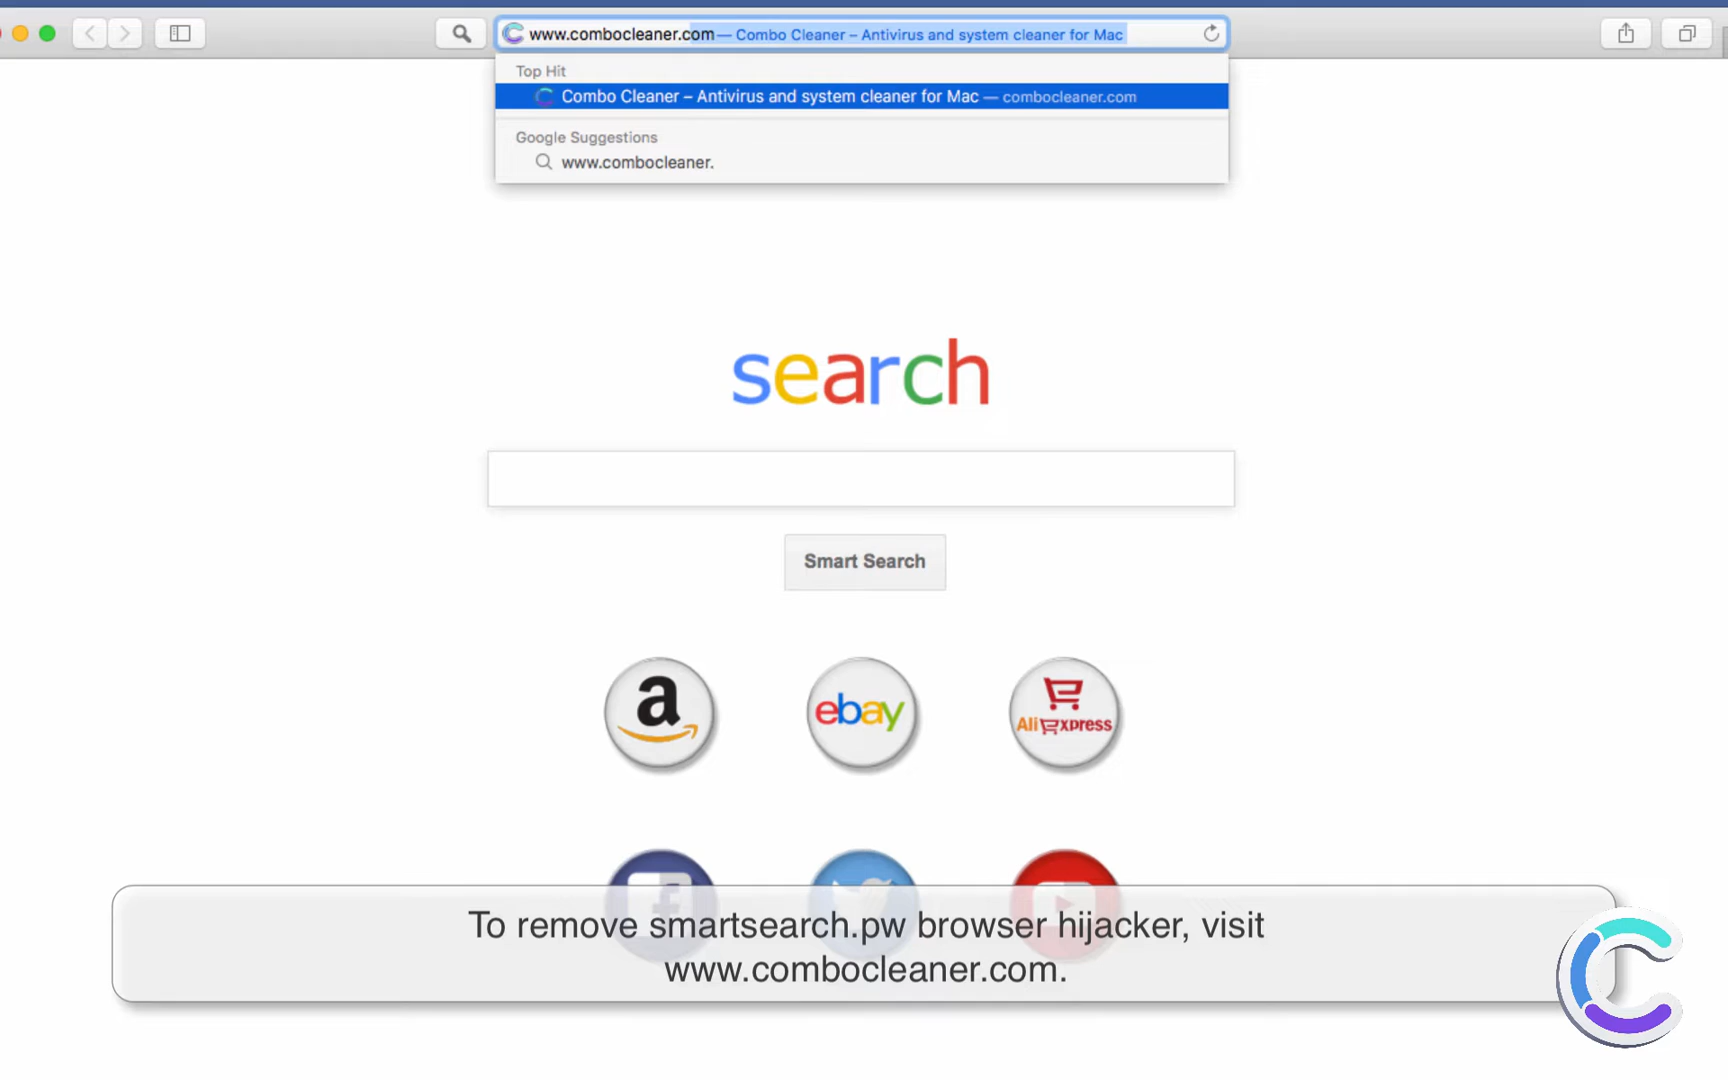 www.combocleaner.com — Combo Cleaner – Antivirus and system cleaner for Mac
Top Hit
Combo Cleaner – Antivirus and system cleaner for Mac — combocleaner.com
Google Suggestions
www.combocleaner.
search
Smart Search
a
ebay
AliExpress
To remove smartsearch.pw browser hijacker, visit
www.combocleaner.com.